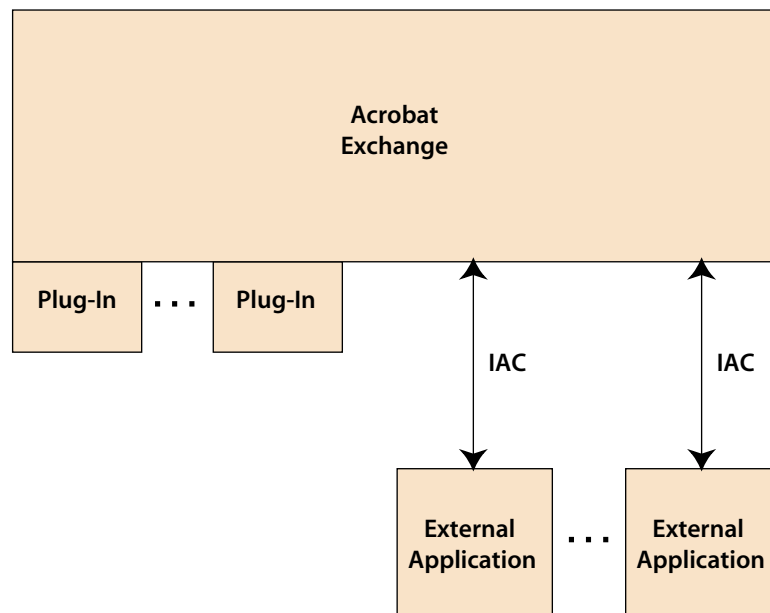 Acrobat
Exchange
Plug-In
...
Plug-In
IAC
IAC
External
Application
...
External
Application